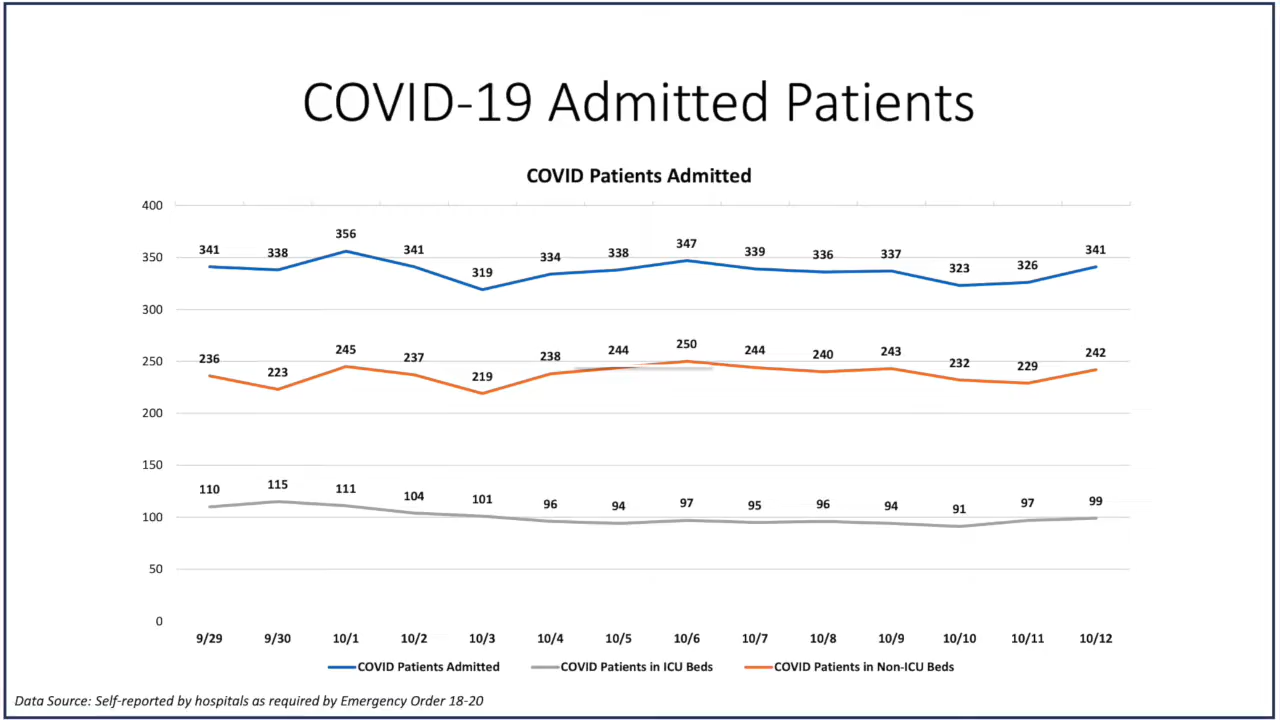 COVID-19 Admitted Patients
COVID Patients Admitted
400
350
300
250
200
150
100
50
0
341 338 356 341 319 334 338 347 339 336 337 323 326 341
236 223 245 237 219 238 244 250 244 240 243 232 229 242
110 115 111 104 101 96 94 97 95 96 94 91 97 99
9/29 9/30 10/1 10/2 10/3 10/4 10/5 10/6 10/7 10/8 10/9 10/10 10/11 10/12
COVID Patients Admitted COVID Patients in ICU Beds COVID Patients in Non-ICU Beds
Data Source: Self-reported by hospitals as required by Emergency Order 18-20